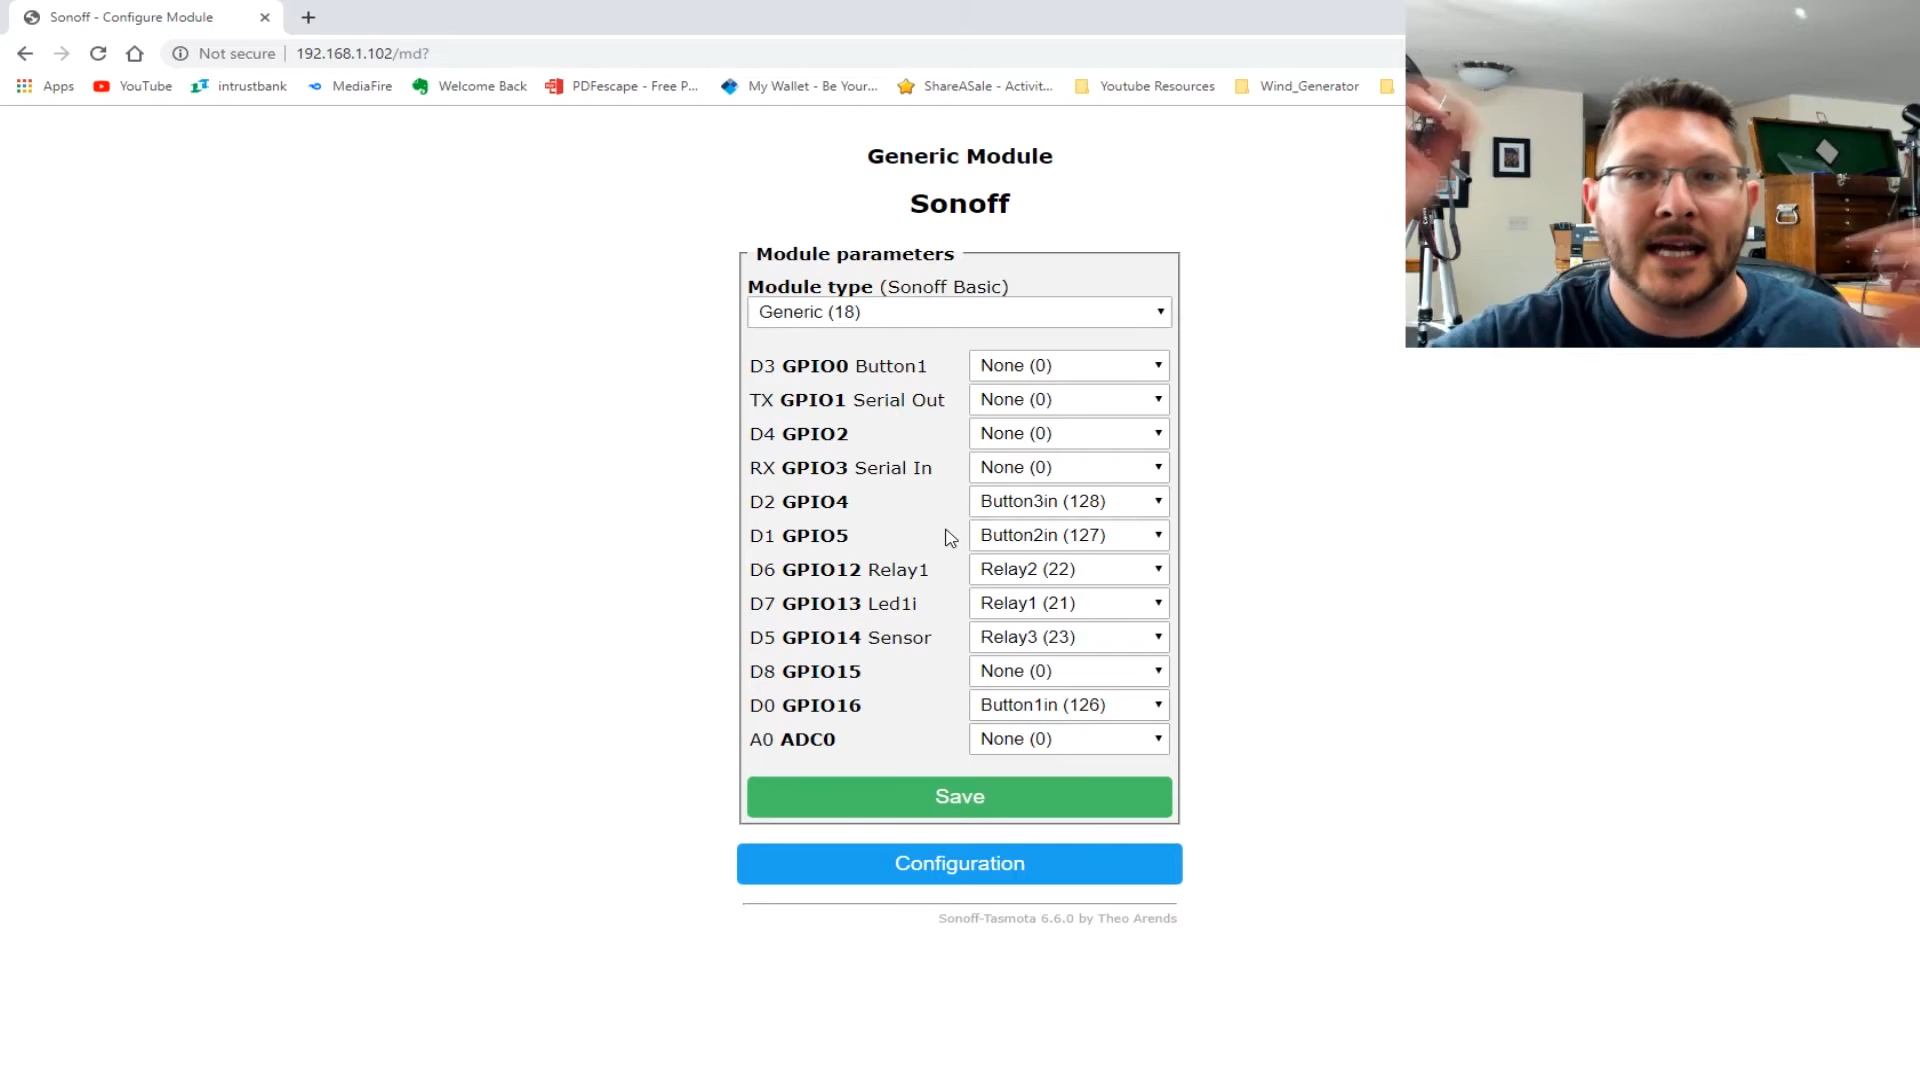 Sonoff - Configure Module
Not secure | 192.168.1.102/md?
Apps YouTube intrustbank MediaFire Welcome Back PDFescape - Free P... My Wallet - Be Your... ShareASale - Activit... Youtube Resources Wind_Generator
Generic Module
Sonoff
Module parameters
Module type (Sonoff Basic)
Generic (18)
D3 GPIO0 Button1 None (0)
TX GPIO1 Serial Out None (0)
D4 GPIO2 None (0)
RX GPIO3 Serial In None (0)
D2 GPIO4 Button3in (128)
D1 GPIO5 Button2in (127)
D6 GPIO12 Relay1 Relay2 (22)
D7 GPIO13 Led1i Relay1 (21)
D5 GPIO14 Sensor Relay3 (23)
D8 GPIO15 None (0)
D0 GPIO16 Button1in (126)
A0 ADC0 None (0)
Save
Configuration
Sonoff-Tasmota 6.6.0 by Theo Arends